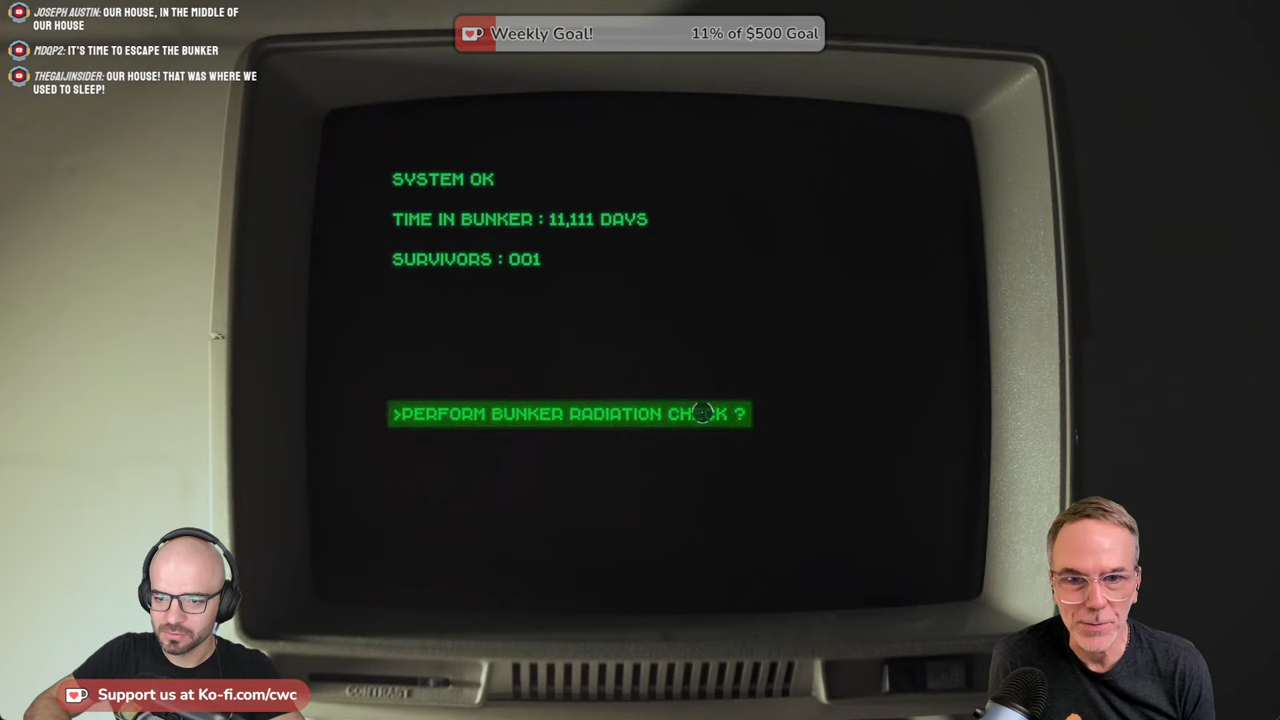 JOSEPH AUSTIN: OUR HOUSE, IN THE MIDDLE OF
OUR HOUSE
MDQP2: IT'S TIME TO ESCAPE THE BUNKER
THEGAIJINSIDER: OUR HOUSE! THAT WAS WHERE WE
USED TO SLEEP!
Weekly Goal! 11% of $500 Goal
SYSTEM OK
TIME IN BUNKER : 11,111 DAYS
SURVIVORS : 001
>PERFORM BUNKER RADIATION CHECK ?
CONTRAST
Support us at Ko-fi.com/cwc